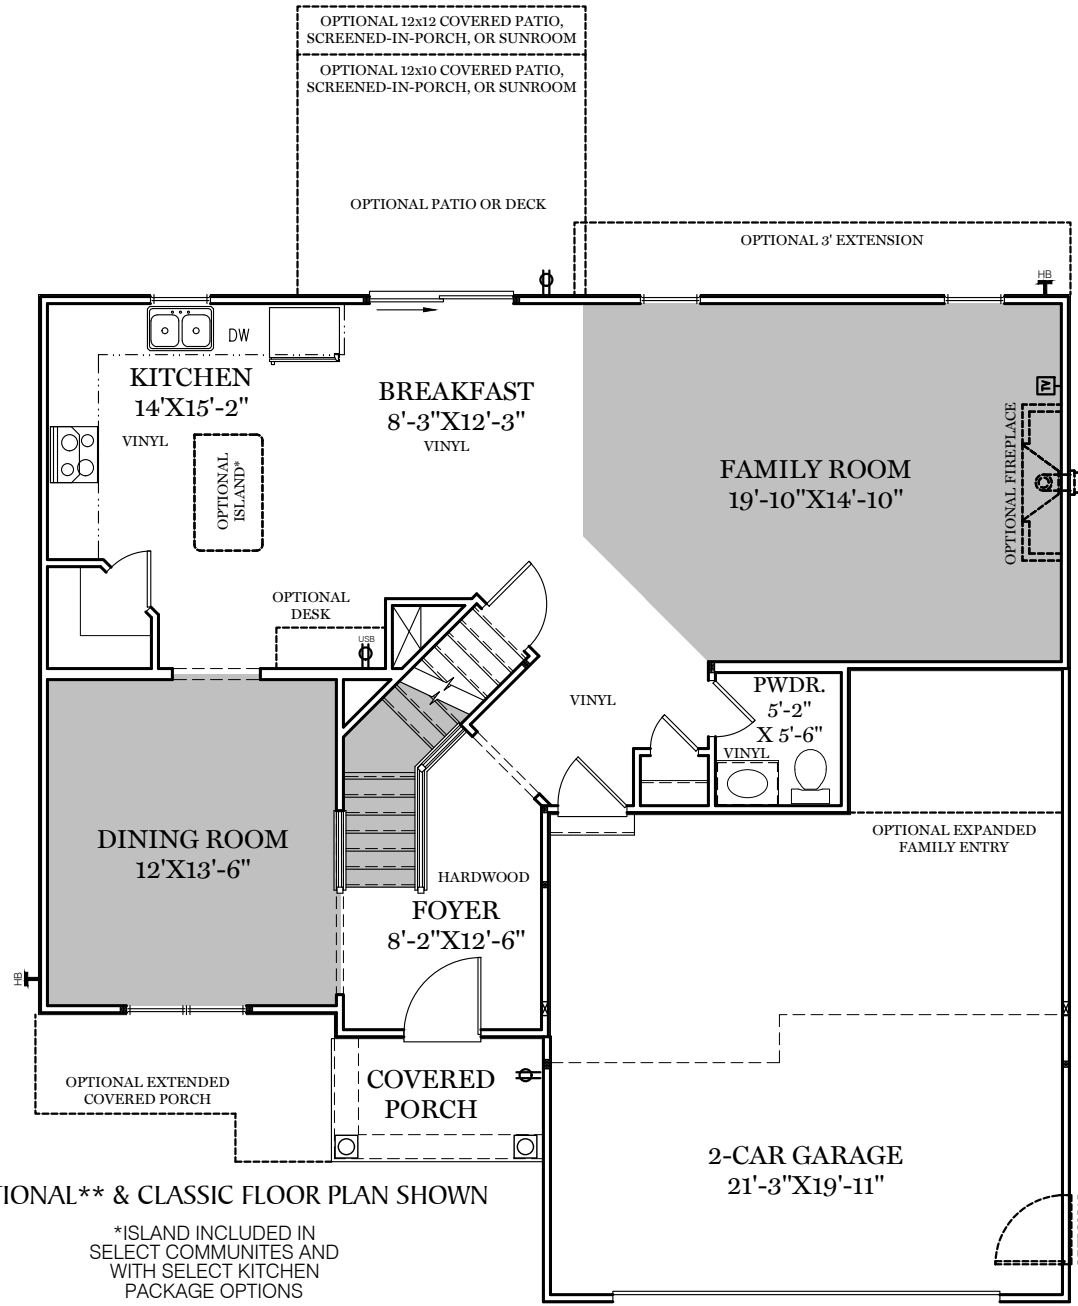 OPTIONAL 12x12 COVERED PATIO,
SCREENED-IN-PORCH, OR SUNROOM
OPTIONAL 12x10 COVERED PATIO,
SCREENED-IN-PORCH, OR SUNROOM
OPTIONAL PATIO OR DECK
OPTIONAL 3' EXTENSION
HB
DW
KITCHEN
14'X15'-2"
VINYL
BREAKFAST
8'-3"X12'-3"
VINYL
TV
FAMILY ROOM
19'-10"X14'-10"
OPTIONAL FIREPLACE
OPTIONAL
ISLAND*
OPTIONAL
DESK
USB
VINYL
PWDR.
5'-2"
X 5'-6"
VINYL
DINING ROOM
12'X13'-6"
OPTIONAL EXPANDED
FAMILY ENTRY
HARDWOOD
FOYER
8'-2"X12'-6"
HB
OPTIONAL EXTENDED
COVERED PORCH
COVERED
PORCH
2-CAR GARAGE
21'-3"X19'-11"
TIONAL** & CLASSIC FLOOR PLAN SHOWN
*ISLAND INCLUDED IN
SELECT COMMUNITES AND
WITH SELECT KITCHEN
PACKAGE OPTIONS